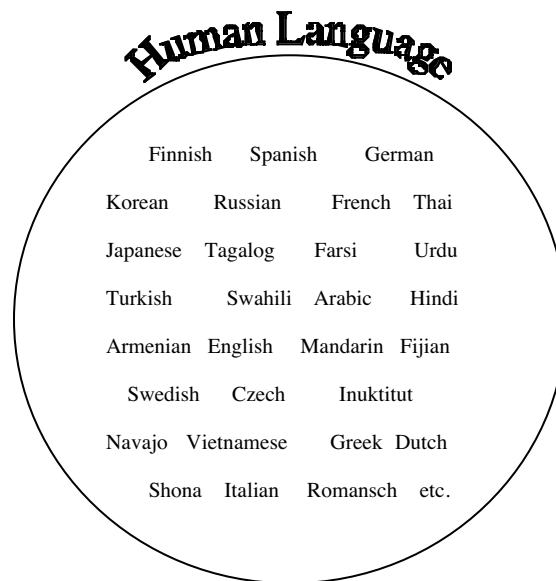 Human Language
Finnish Spanish German
Korean Russian French Thai
Japanese Tagalog Farsi Urdu
Turkish Swahili Arabic Hindi
Armenian English Mandarin Fijian
Swedish Czech Inuktitut
Navajo Vietnamese Greek Dutch
Shona Italian Romansch etc.